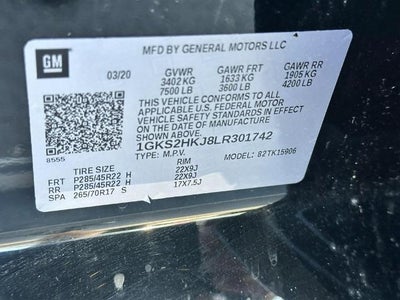 GM
MFD BY GENERAL MOTORS LLC
03/20 GVWR GAWR FRT GAWR RR
3402 KG 1633 KG 1905 KG
7500 LB 3600 LB 4200 LB
THIS VEHICLE CONFORMS TO ALL
APPLICABLE U.S. FEDERAL MOTOR
VEHICLE SAFETY STANDARDS IN
EFFECT ON THE DATE OF MANUFACTURE
SHOWN ABOVE.
1GKS2HKJ8LR301742
8555 TYPE: M.P.V. MODEL: 82TK15906
TIRE SIZE RIM
FRT P285/45R22 H 22X9J
RR P285/45R22 H 22X9J
SPA 265/70R17 S 17X7.5J